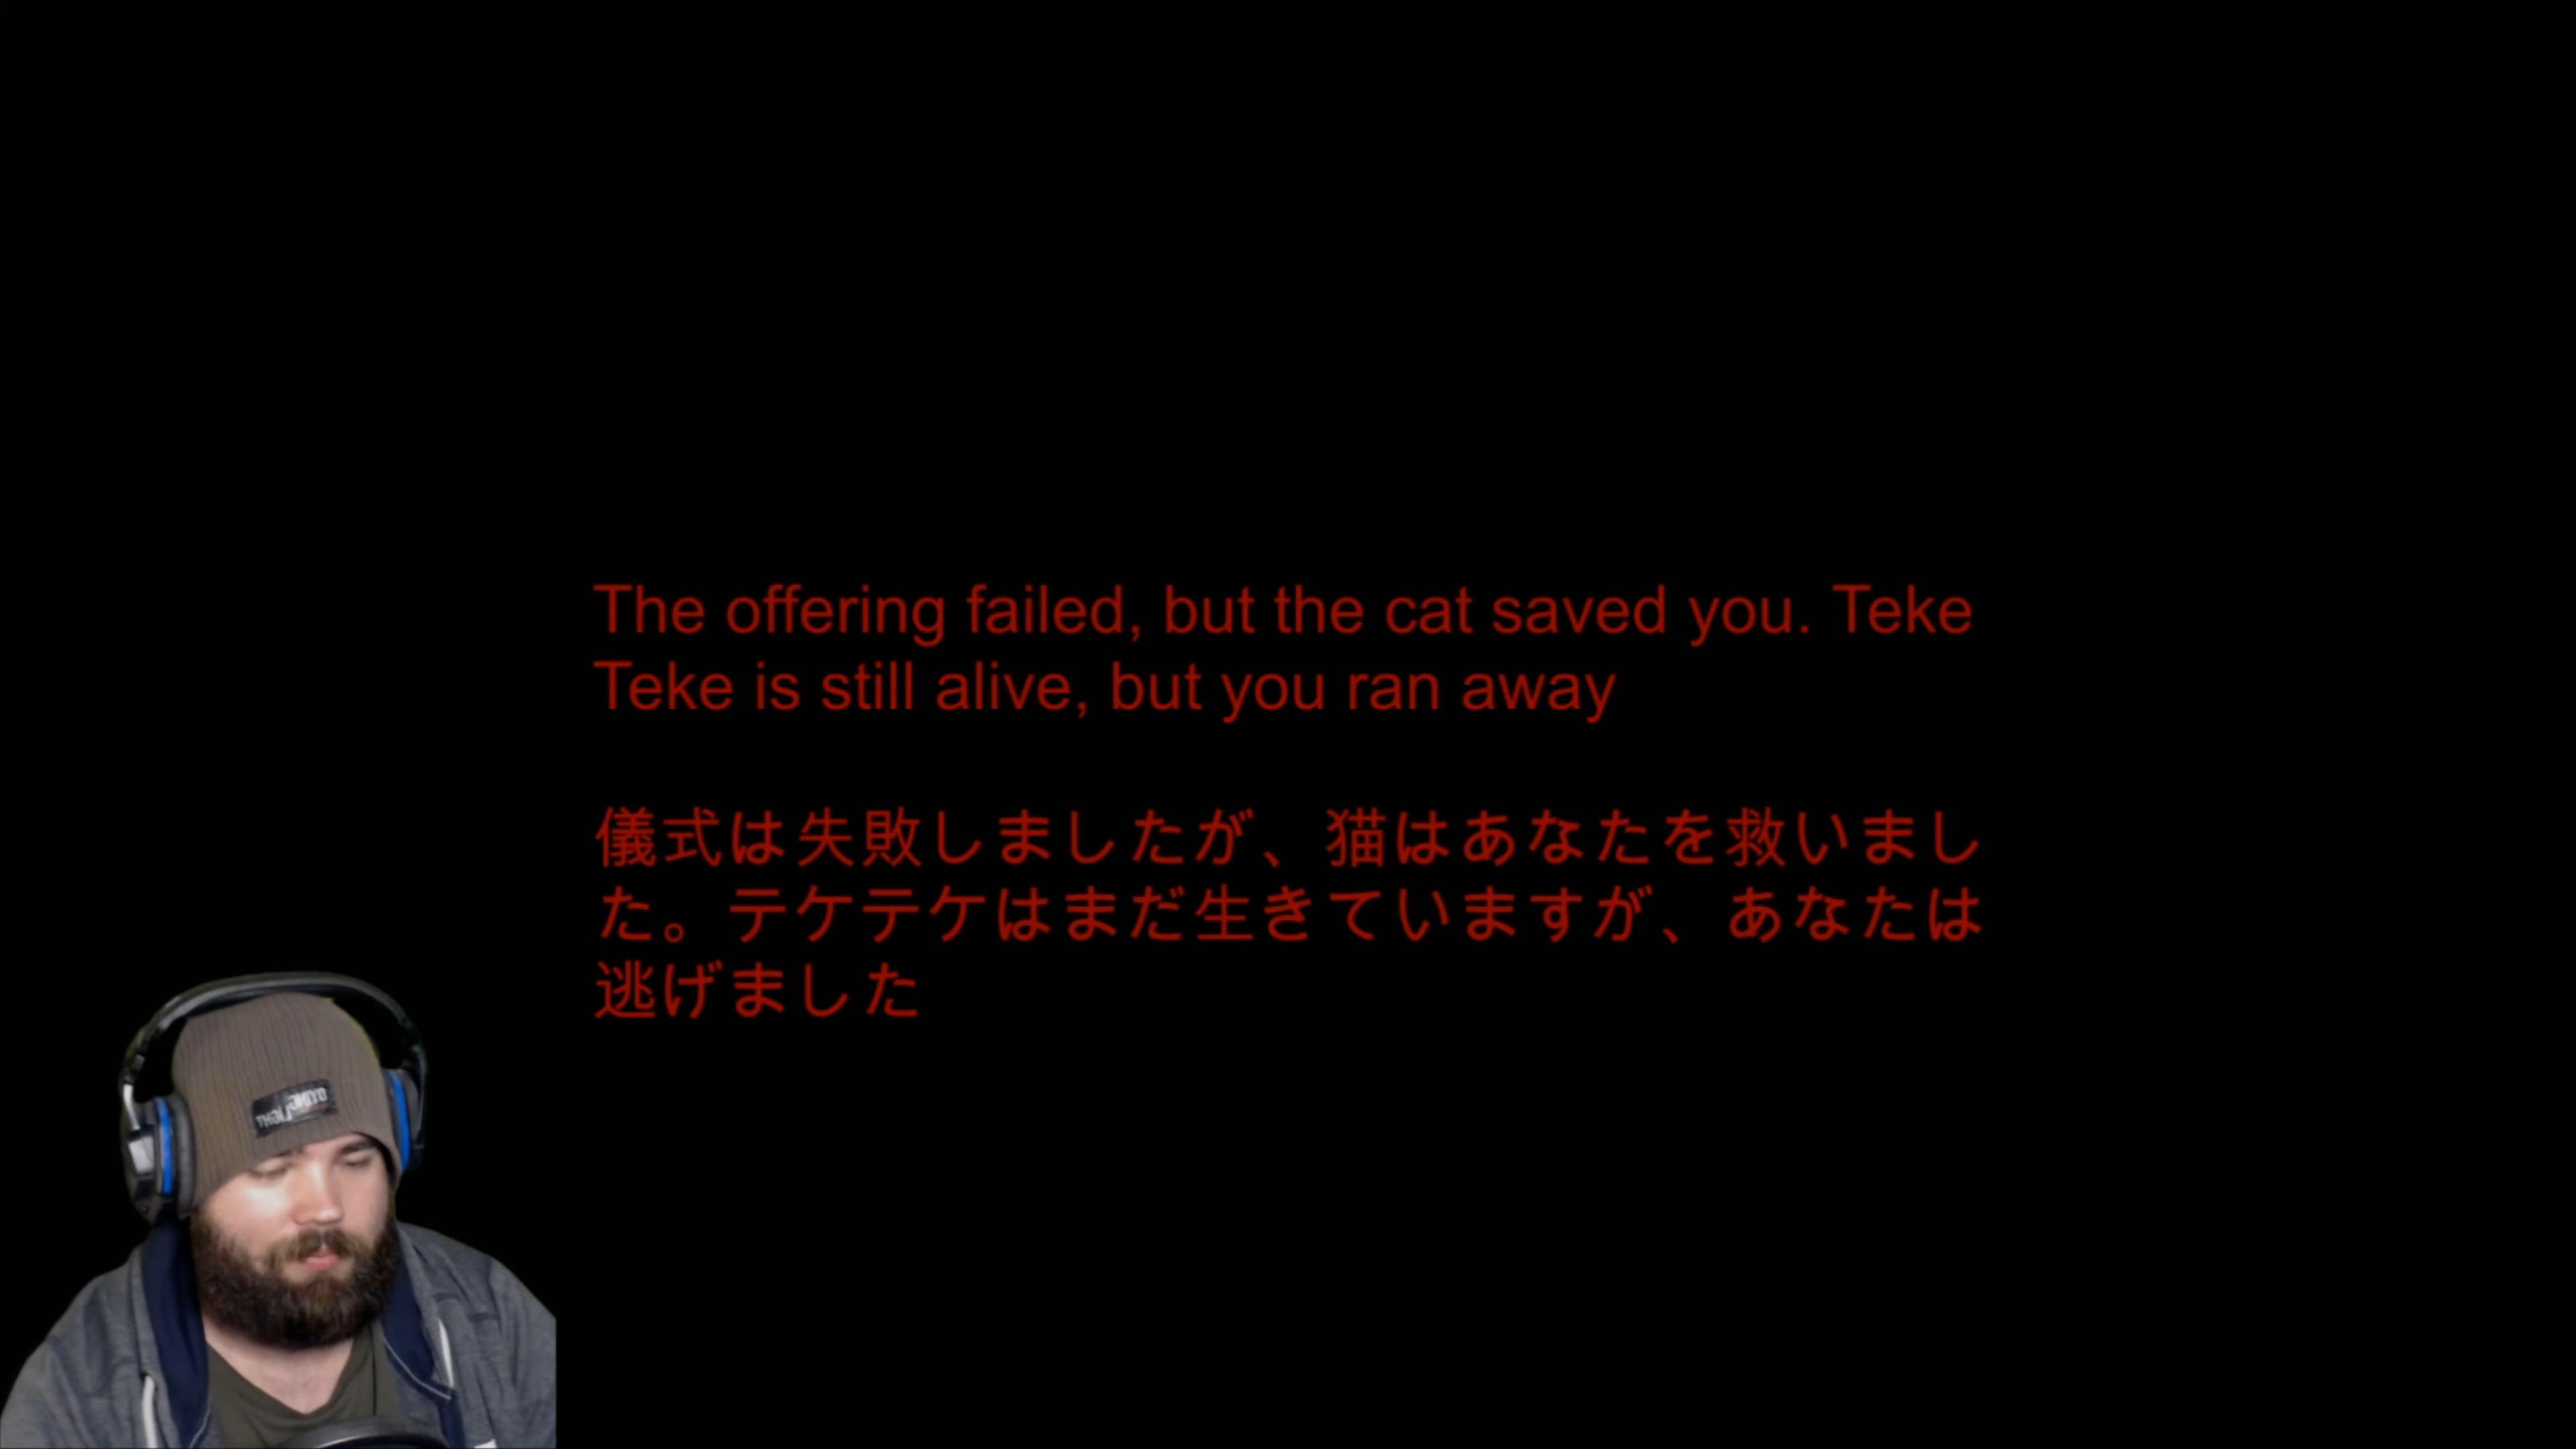 The offering failed, but the cat saved you. Teke
Teke is still alive, but you ran away
儀式は失敗しましたが、猫はあなたを救いまし
た。テケテケはまだ生きていますが、あなたは
逃げました